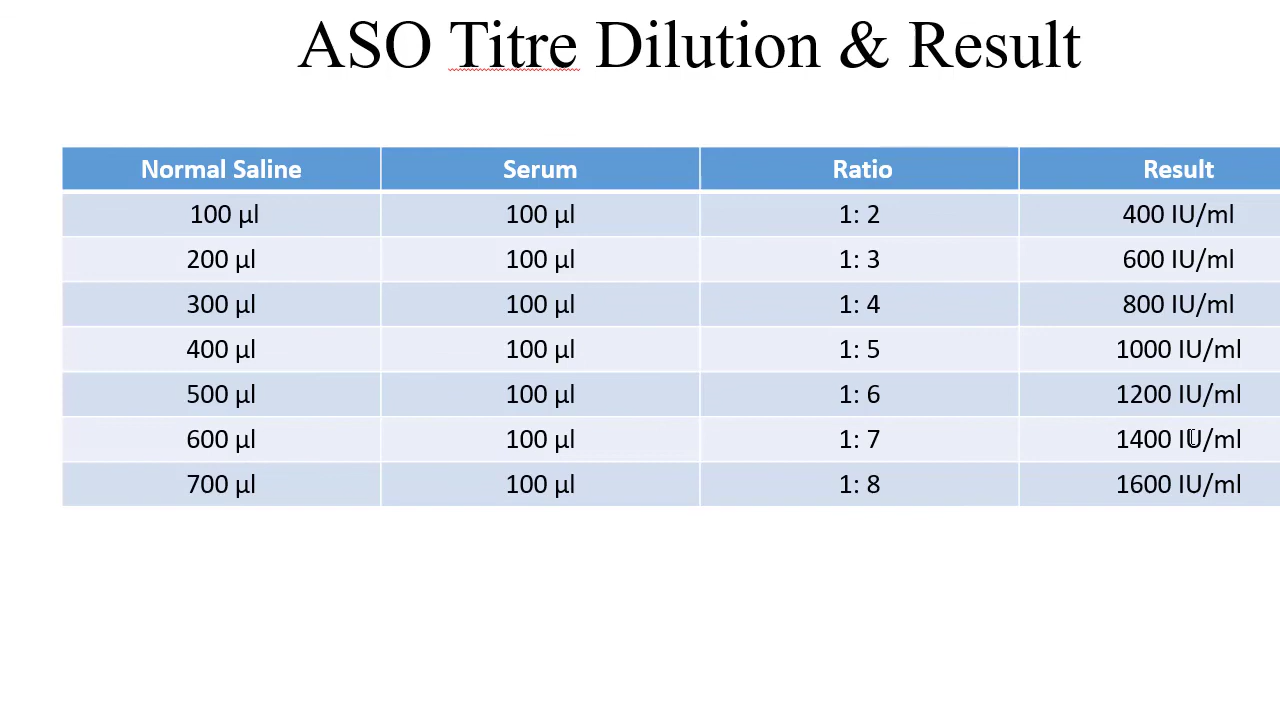 ASO Titre Dilution & Result
Normal Saline Serum Ratio Result
100 µl 100 µl 1: 2 400 IU/ml
200 µl 100 µl 1: 3 600 IU/ml
300 µl 100 µl 1: 4 800 IU/ml
400 µl 100 µl 1: 5 1000 IU/ml
500 µl 100 µl 1: 6 1200 IU/ml
600 µl 100 µl 1: 7 1400 IU/ml
700 µl 100 µl 1: 8 1600 IU/ml